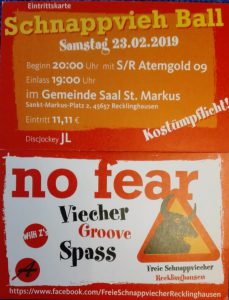 Eintrittskarte
Schnappvieh Ball
Samstag 23.02.2019
Beginn 20:00 Uhr mit S/R Atemgold 09
Einlass 19:00 Uhr
im Gemeinde Saal St. Markus
Sankt-Markus-Platz 2, 45657 Recklinghausen
Eintritt 11,11 €
Kostümpflicht!
Discjockey JL
no fear
Willi Z's
Viecher
Groove
Spass
Freie Schnappviecher
Recklinghausen
https://www.facebook.com/FreieSchnappviecherRecklinghausen